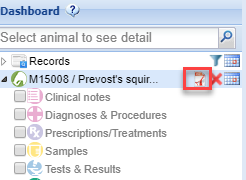 Dashboard
Select animal to see detail
Records
M15008 / Prevost's squir...
Clinical notes
Diagnoses & Procedures
Rx Prescriptions/Treatments
Samples
Tests & Results